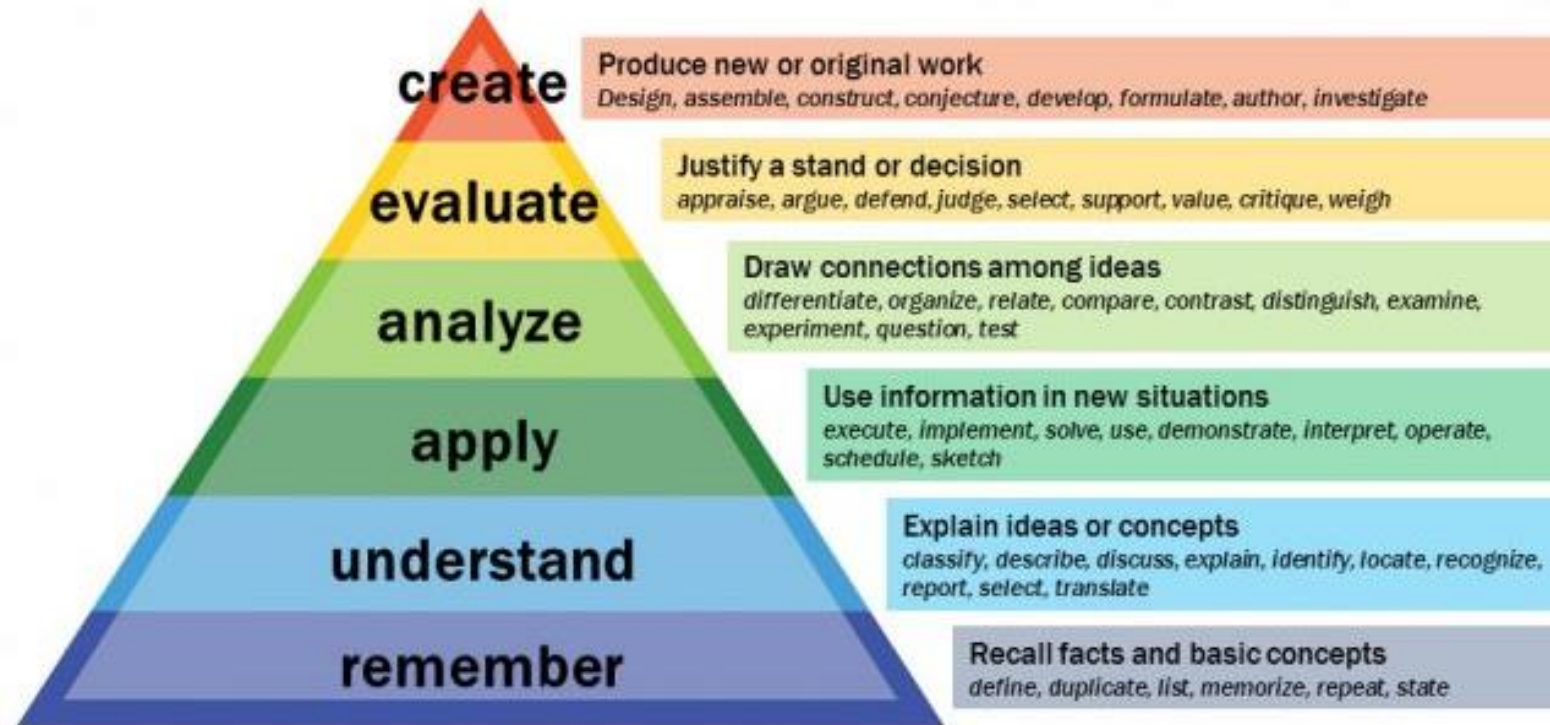 create
Produce new or original work
Design, assemble, construct, conjecture, develop, formulate, author, investigate
evaluate
Justify a stand or decision
appraise, argue, defend, judge, select, support, value, critique, weigh
analyze
Draw connections among ideas
differentiate, organize, relate, compare, contrast, distinguish, examine,
experiment, question, test
apply
Use information in new situations
execute, implement, solve, use, demonstrate, interpret, operate,
schedule, sketch
understand
Explain ideas or concepts
classify, describe, discuss, explain, identify, locate, recognize,
report, select, translate
remember
Recall facts and basic concepts
define, duplicate, list, memorize, repeat, state